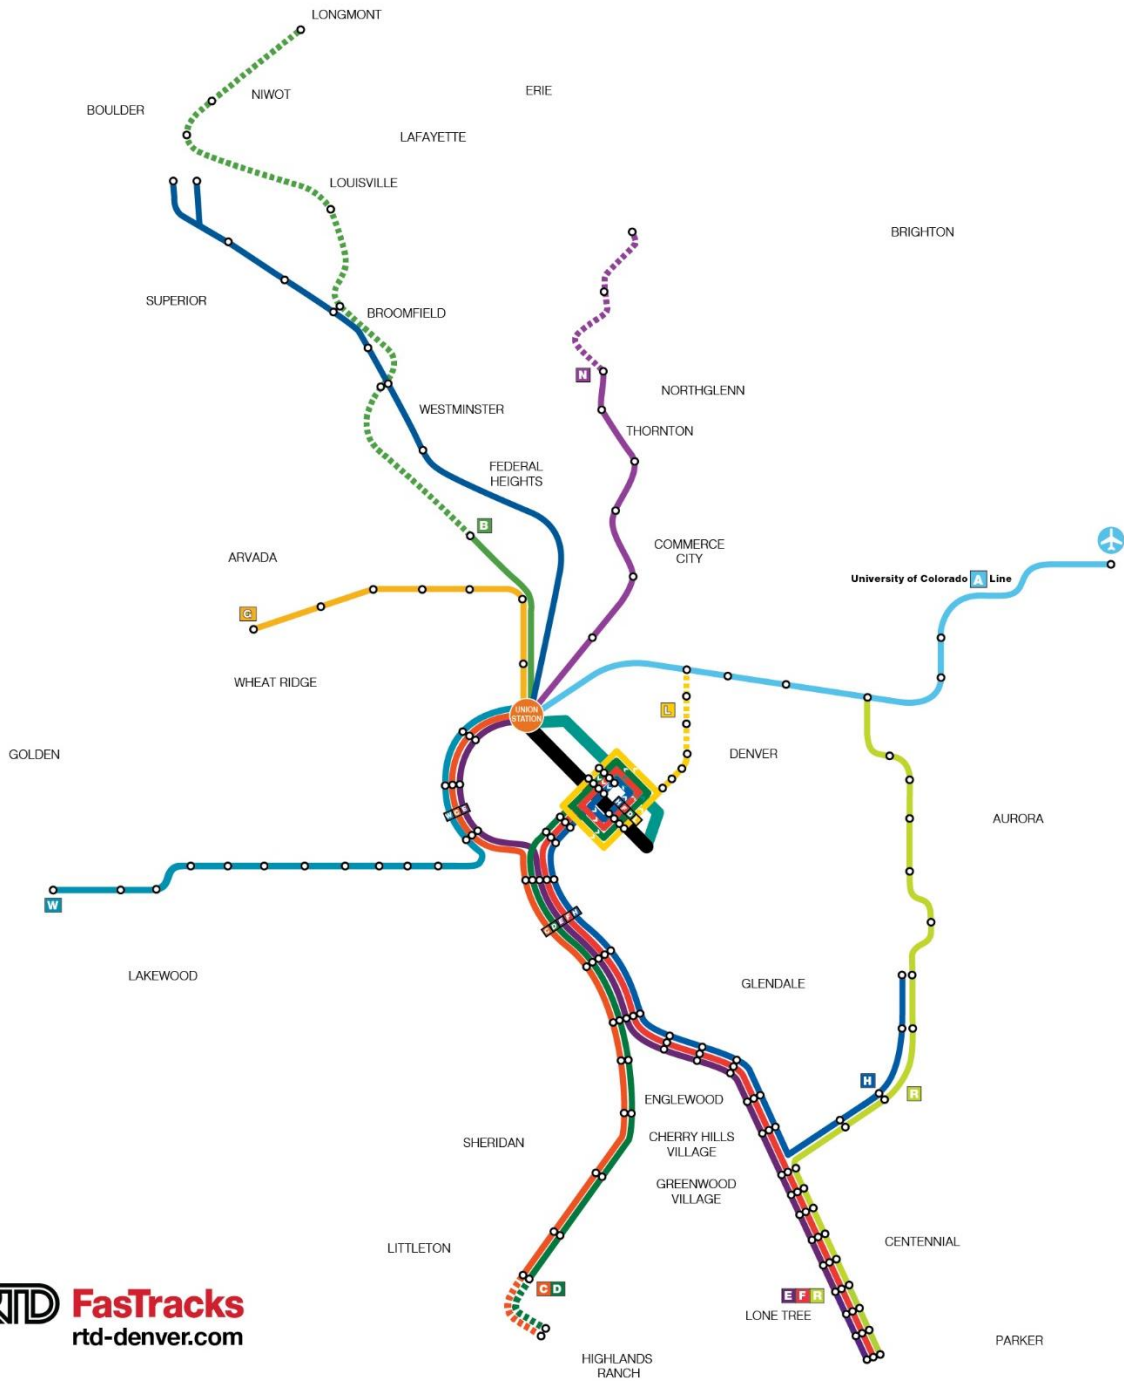 LONGMONT
NIWOT
ERIE
BOULDER
LAFAYETTE
LOUISVILLE
BRIGHTON
SUPERIOR
BROOMFIELD
N
NORTHGLENN
WESTMINSTER
THORNTON
FEDERAL
HEIGHTS
B
COMMERCE
CITY
ARVADA
University of Colorado A Line
G
WHEAT RIDGE
UNION
STATION
L
GOLDEN
DENVER
AURORA
W
LAKEWOOD
GLENDALE
H
R
ENGLEWOOD
SHERIDAN
CHERRY HILLS
VILLAGE
GREENWOOD
VILLAGE
LITTLETON
CENTENNIAL
C D
E F R
LONE TREE
RTD FasTracks
rtd-denver.com
PARKER
HIGHLANDS
RANCH